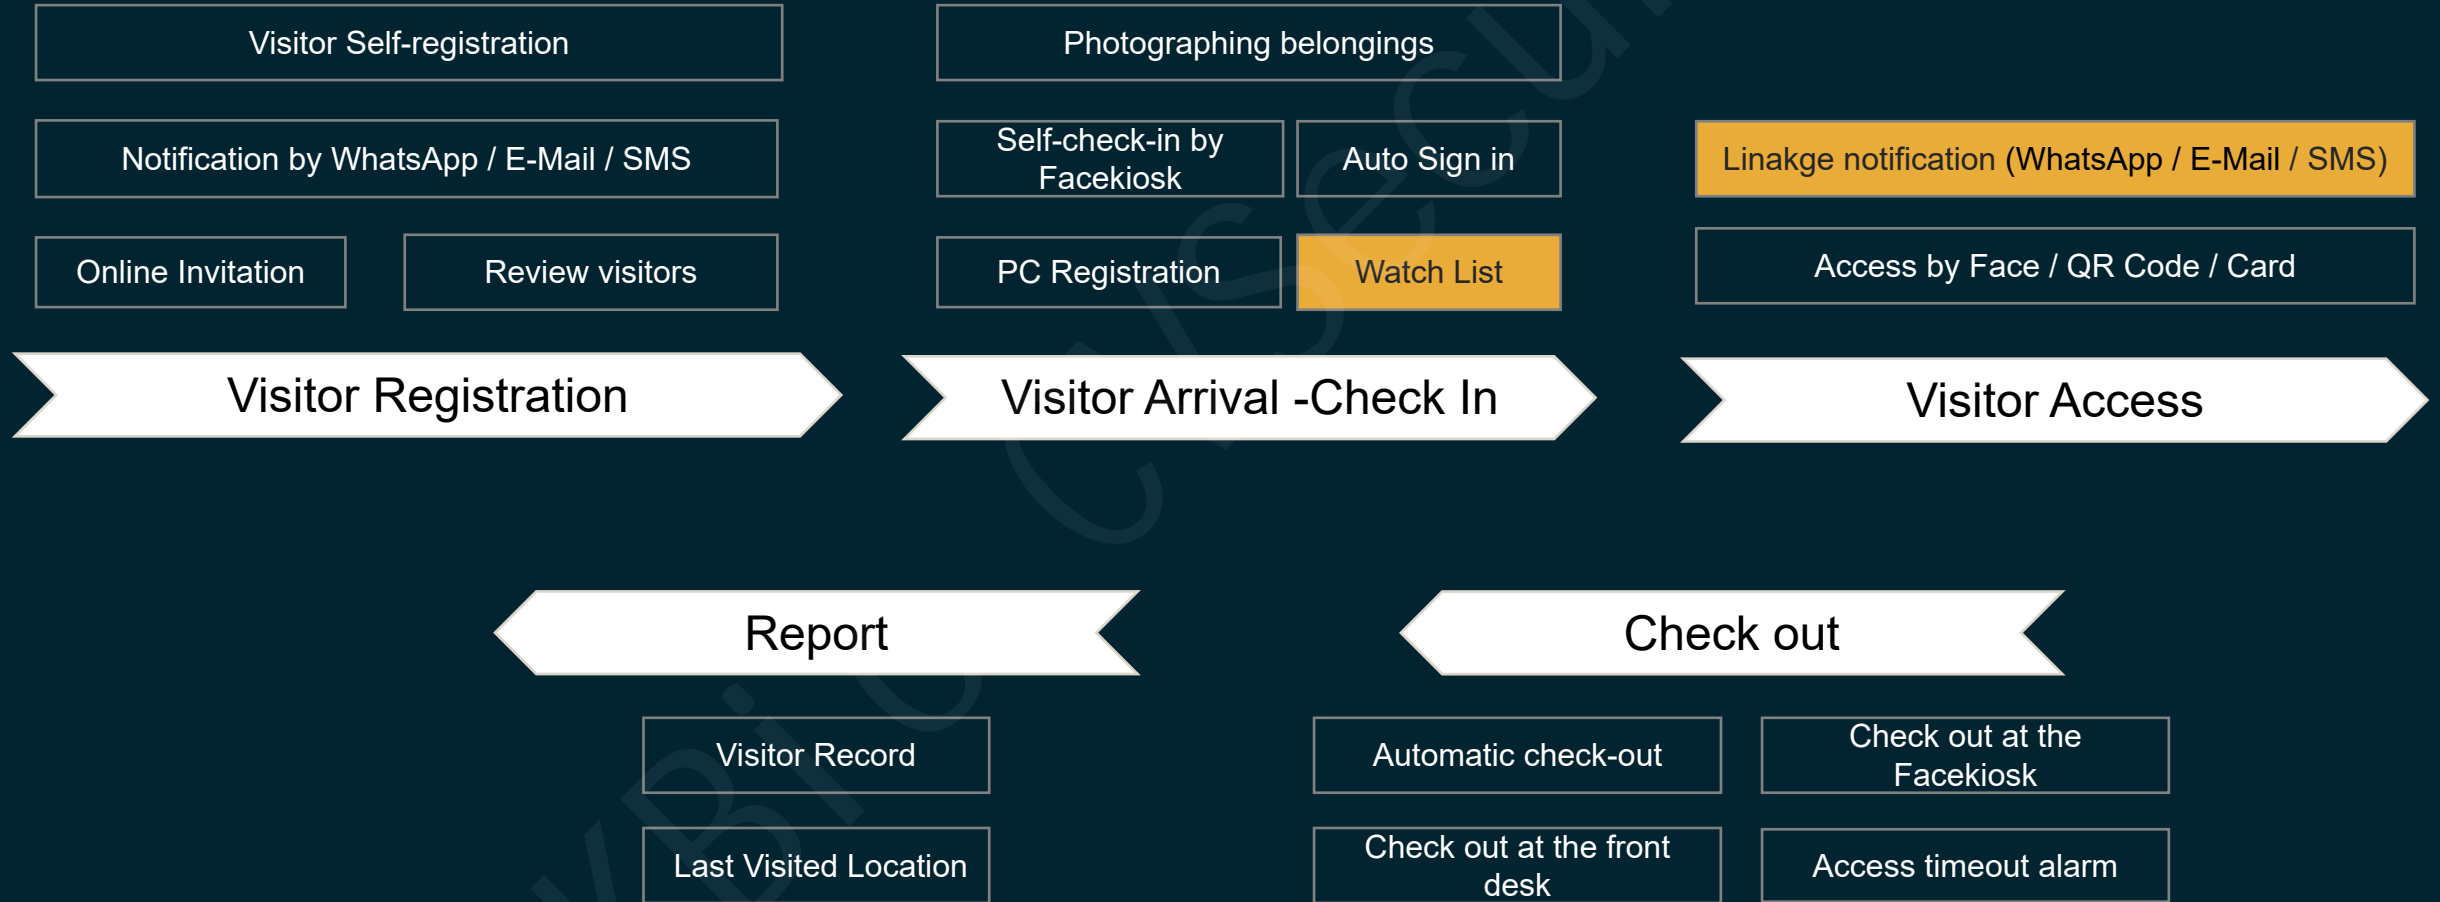 Visitor Self-registration
Photographing belongings
Notification by WhatsApp / E-Mail / SMS
Self-check-in by
Facekiosk
Auto Sign in
Linakge notification (WhatsApp / E-Mail / SMS)
Online Invitation
Review visitors
PC Registration
Watch List
Access by Face / QR Code / Card
Visitor Registration
Visitor Arrival -Check In
Visitor Access
Report
Check out
Visitor Record
Automatic check-out
Check out at the
Facekiosk
Last Visited Location
Check out at the front
desk
Access timeout alarm